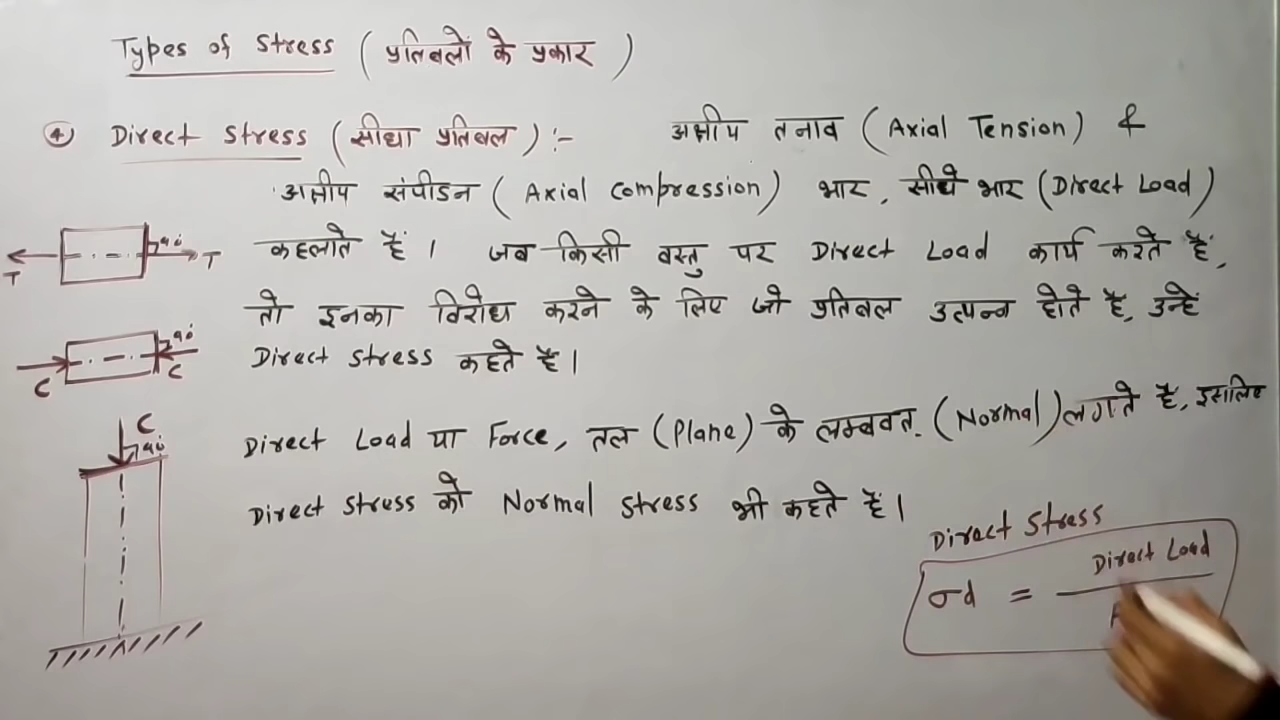 Types of Stress ( प्रतिबलों के प्रकार )
④ Direct Stress ( सीधा प्रतिबल ) :- अक्षीय तनाव ( Axial Tension ) &
अक्षीय संपीडन ( Axial Compression ) भार, सीधे भार ( Direct Load )
कहलाते हैं । जब किसी वस्तु पर Direct Load कार्य करते हैं,
तो इनका विरोध करने के लिए जो प्रतिबल उत्पन्न होते है, उन्हें
Direct Stress कहते है ।
Direct Load या Force, तल ( Plane ) के लम्बवत. ( Normal ) लगते है, इसलिए
Direct Stress को Normal Stress भी कहते हैं ।
T 90° T
C 90° C
C
90°
Direct Stress
σd = Direct Load